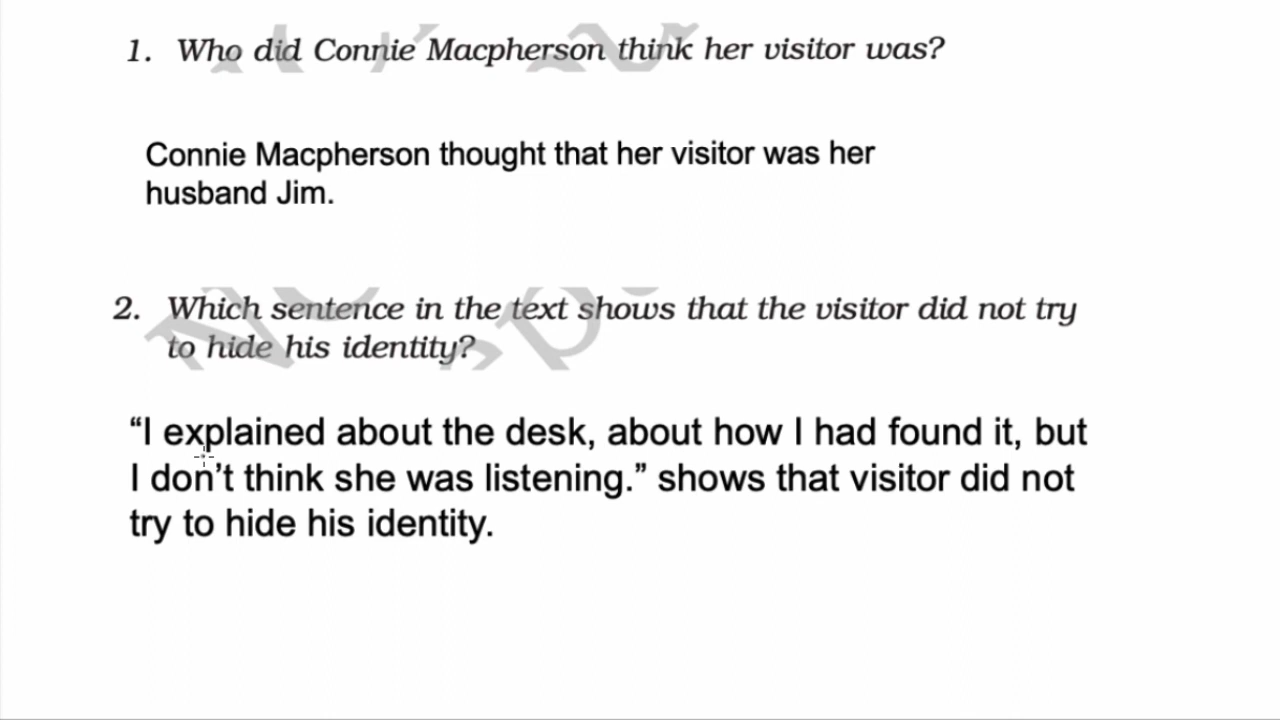 1. Who did Connie Macpherson think her visitor was?
Connie Macpherson thought that her visitor was her
husband Jim.
2. Which sentence in the text shows that the visitor did not try
to hide his identity?
“I explained about the desk, about how I had found it, but
I don’t think she was listening.” shows that visitor did not
try to hide his identity.